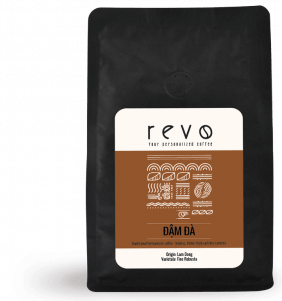 revo
Your personalized coffee
ĐẬM ĐÀ
Origin: Lam Dong
Varietals: Fine Robusta